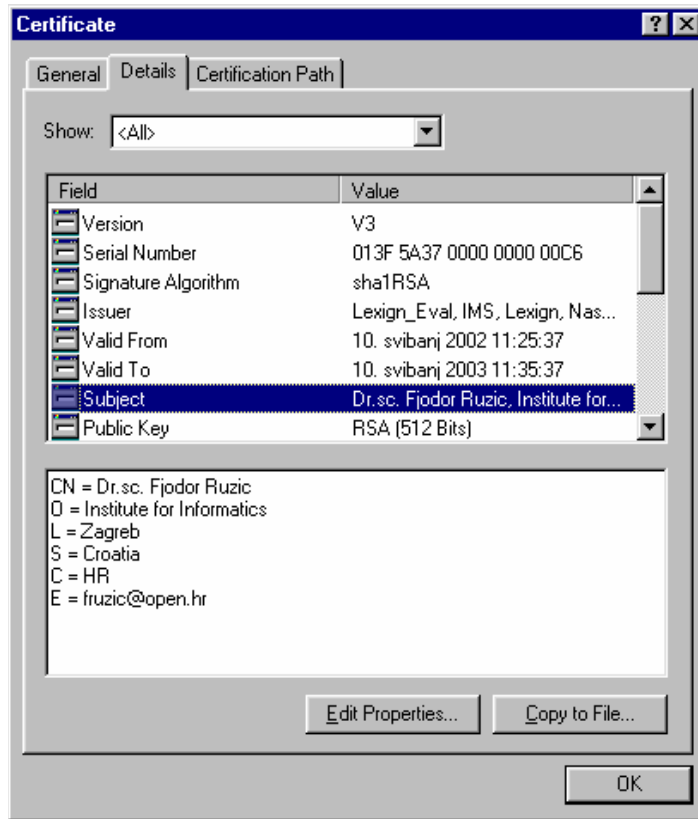 Certificate
General Details Certification Path
Show: <All>
Field Value
Version V3
Serial Number 013F 5A37 0000 0000 00C6
Signature Algorithm sha1RSA
Issuer Lexign_Eval, IMS, Lexign, Nas...
Valid From 10. svibanj 2002 11:25:37
Valid To 10. svibanj 2003 11:35:37
Subject Dr.sc. Fjodor Ruzic, Institute for...
Public Key RSA (512 Bits)
CN = Dr.sc. Fjodor Ruzic
O = Institute for Informatics
L = Zagreb
S = Croatia
C = HR
E = fruzic@open.hr
Edit Properties... Copy to File...
OK